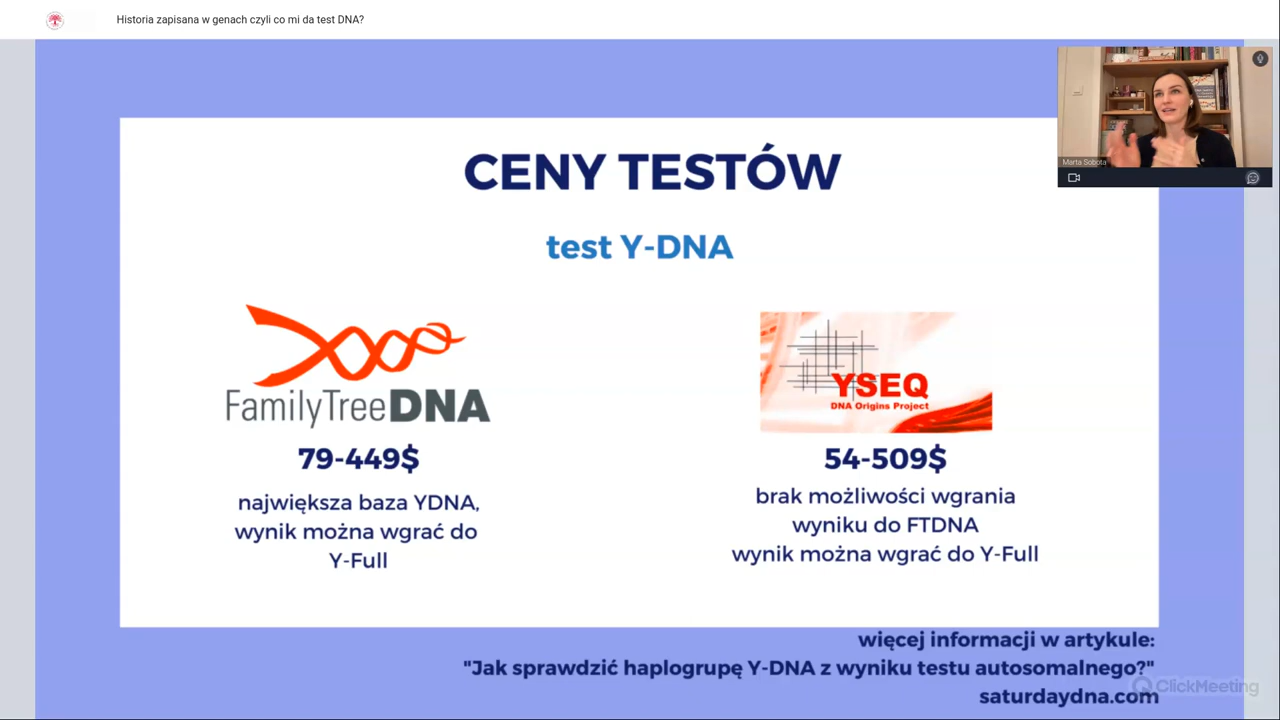 Historia zapisana w genach czyli co mi da test DNA?
Marta Sobota
CENY TESTÓW
test Y-DNA
FamilyTreeDNA
79-449$
największa baza YDNA,
wynik można wgrać do
Y-Full
YSEQ
DNA Origins Project
54-509$
brak możliwości wgrania
wyniku do FTDNA
wynik można wgrać do Y-Full
więcej informacji w artykule:
"Jak sprawdzić haplogrupę Y-DNA z wyniku testu autosomalnego?"
saturdaydna.com
ClickMeeting